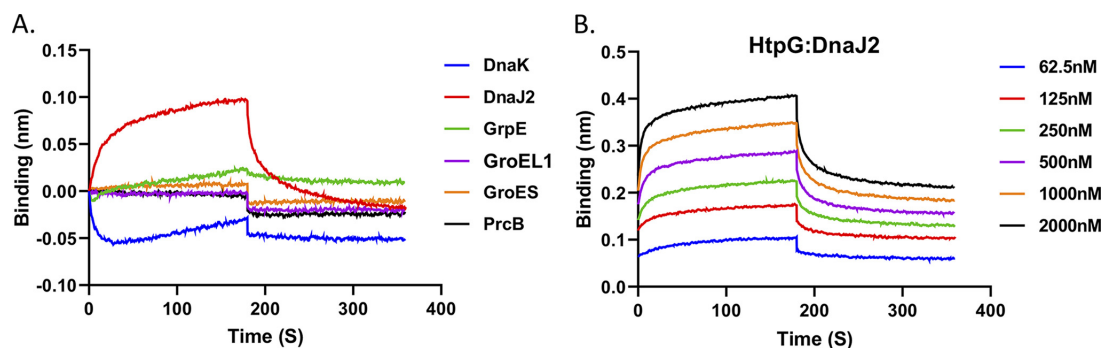 A.
0.15
0.10
0.05
0.00
-0.05
-0.10
Binding (nm)
0
100
200
300
400
Time (S)
DnaK
DnaJ2
GrpE
GroEL1
GroES
PrcB
B.
HtpG:DnaJ2
0.5
0.4
0.3
0.2
0.1
0.0
Binding (nm)
0
100
200
300
400
Time (S)
62.5nM
125nM
250nM
500nM
1000nM
2000nM